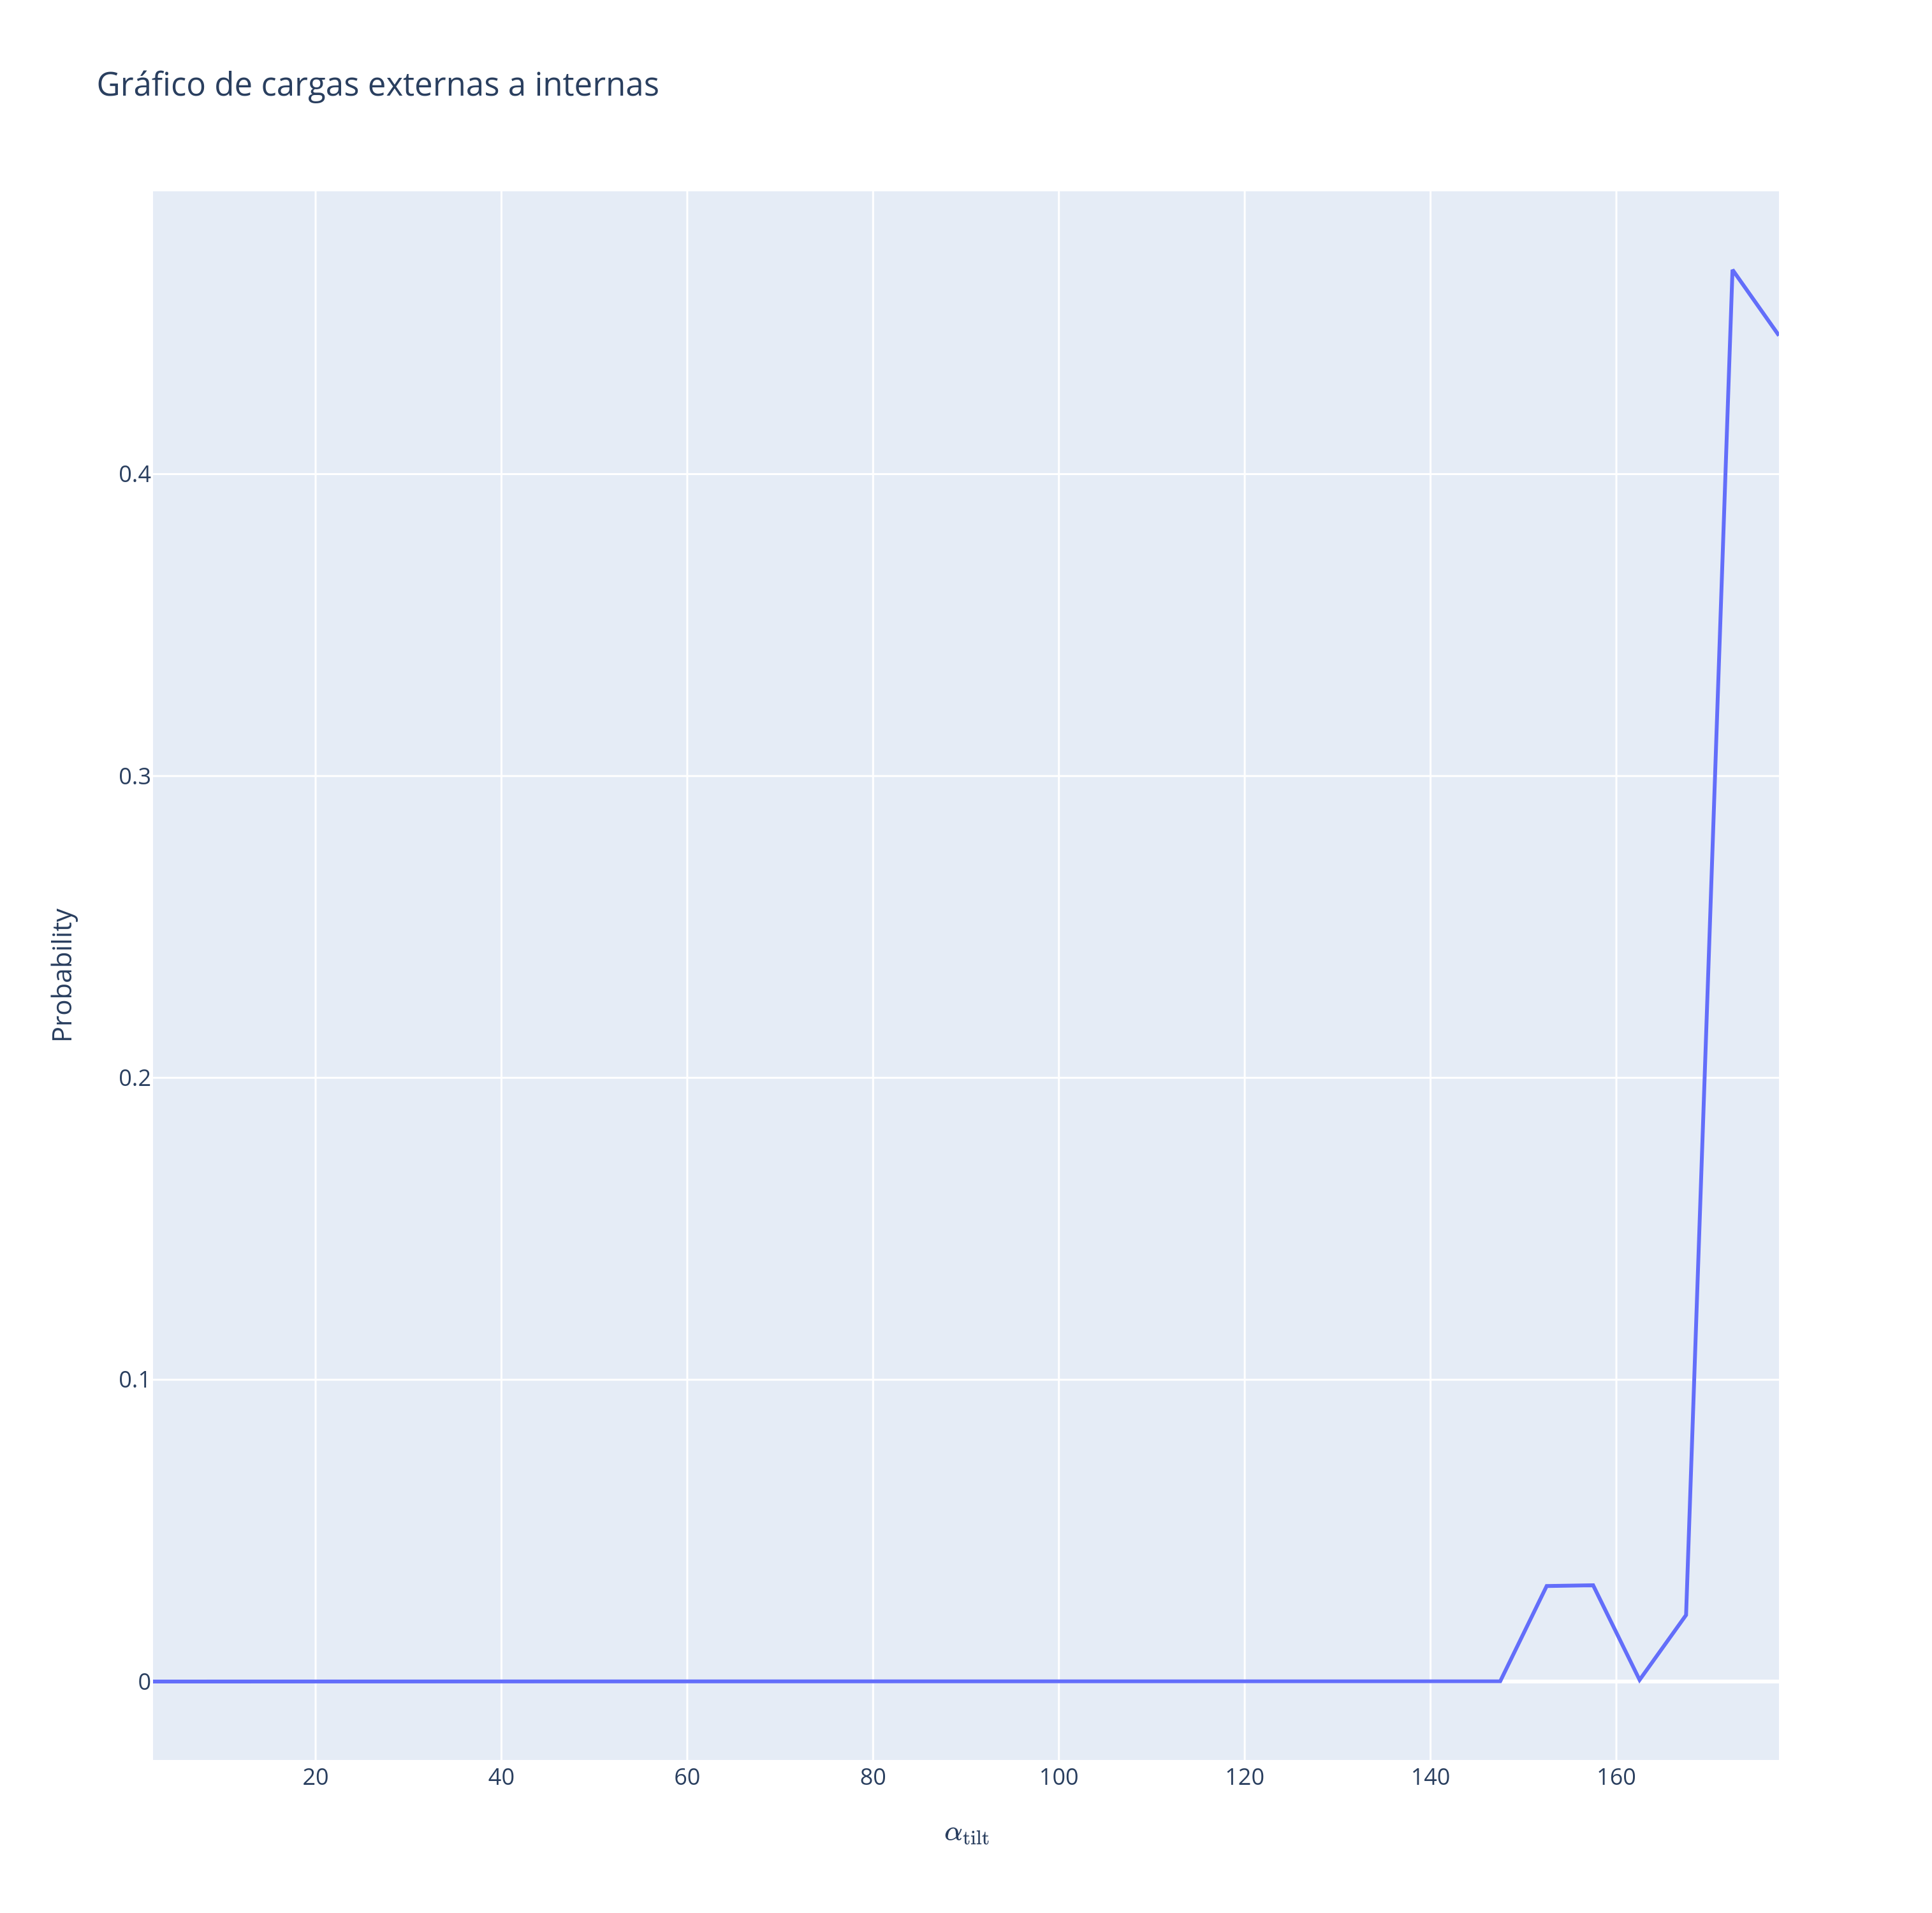 Gráfico de cargas externas a internas
0.4
0.3
0.2
0.1
0
Probability
20 40 60 80 100 120 140 160
α_tilt